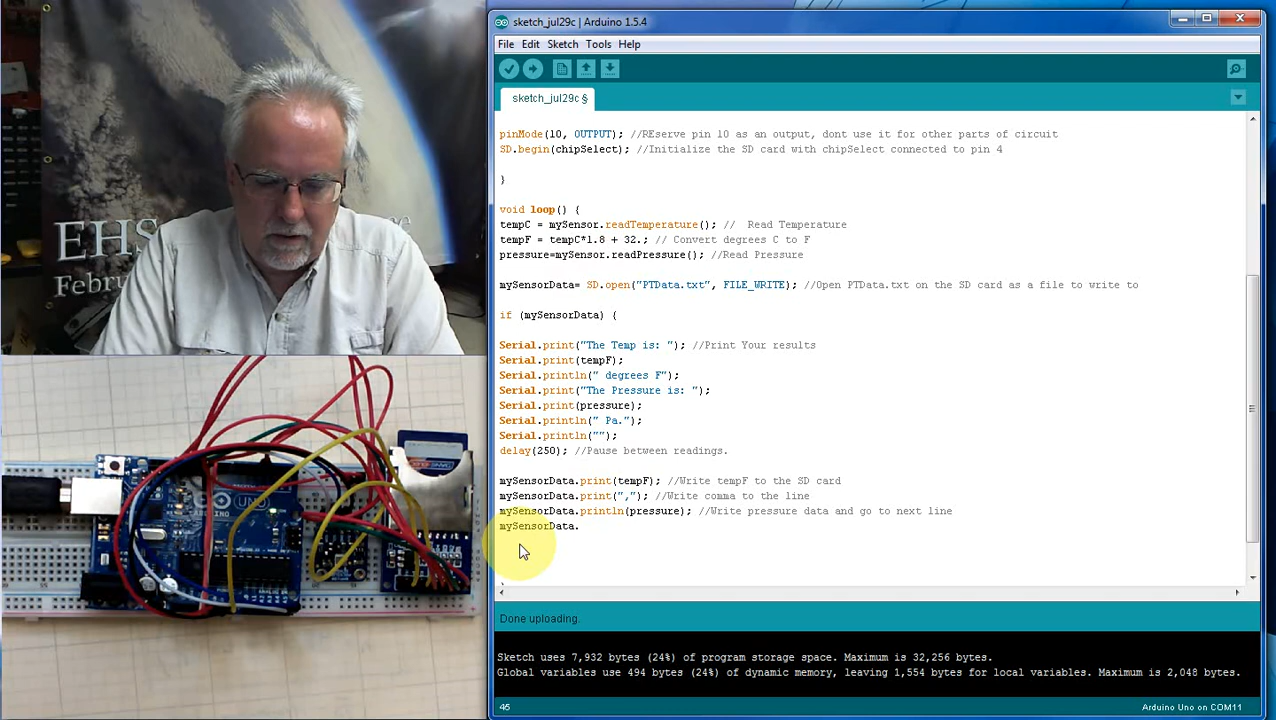 sketch_jul29c | Arduino 1.5.4
File Edit Sketch Tools Help
sketch_jul29c §
pinMode(10, OUTPUT); //REserve pin 10 as an output, dont use it for other parts of circuit
SD.begin(chipSelect); //Initialize the SD card with chipSelect connected to pin 4
}
void loop() {
tempC = mySensor.readTemperature(); //  Read Temperature
tempF = tempC*1.8 + 32.; // Convert degrees C to F
pressure=mySensor.readPressure(); //Read Pressure
mySensorData= SD.open("PTData.txt", FILE_WRITE); //Open PTData.txt on the SD card as a file to write to
if (mySensorData) {
Serial.print("The Temp is: "); //Print Your results
Serial.print(tempF);
Serial.println(" degrees F");
Serial.print("The Pressure is: ");
Serial.print(pressure);
Serial.println(" Pa.");
Serial.println("");
delay(250); //Pause between readings.
mySensorData.print(tempF); //Write tempF to the SD card
mySensorData.print(","); //Write comma to the line
mySensorData.println(pressure); //Write pressure data and go to next line
mySensorData.
Done uploading.
Sketch uses 7,932 bytes (24%) of program storage space. Maximum is 32,256 bytes.
Global variables use 494 bytes (24%) of dynamic memory, leaving 1,554 bytes for local variables. Maximum is 2,048 bytes.
45
Arduino Uno on COM11
EHS
Febru
UNO